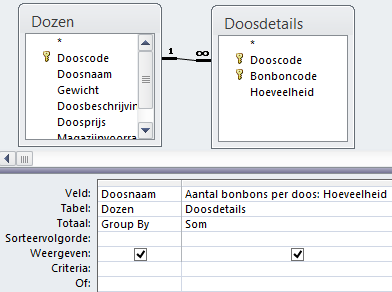 Dozen
*
Dooscode
Doosnaam
Gewicht
Doosbeschrijvin
Doosprijs
Magazijnvoorra
1
∞
Doosdetails
*
Dooscode
Bonboncode
Hoeveelheid
Veld: Doosnaam Aantal bonbons per doos: Hoeveelheid
Tabel: Dozen Doosdetails
Totaal: Group By Som
Sorteervolgorde:
Weergeven:
Criteria:
Of: